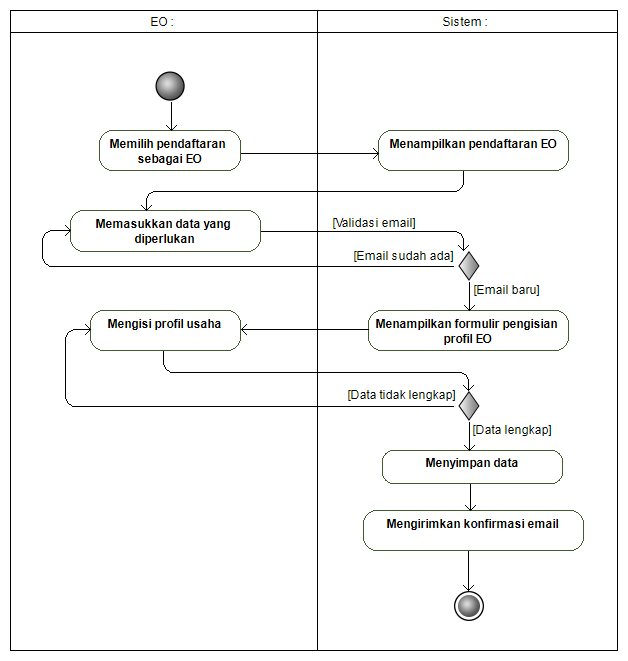 EO :
Sistem :
Memilih pendaftaran
sebagai EO
Menampilkan pendaftaran EO
Memasukkan data yang
diperlukan
[Validasi email]
[Email sudah ada]
[Email baru]
Mengisi profil usaha
Menampilkan formulir pengisian
profil EO
[Data tidak lengkap]
[Data lengkap]
Menyimpan data
Mengirimkan konfirmasi email